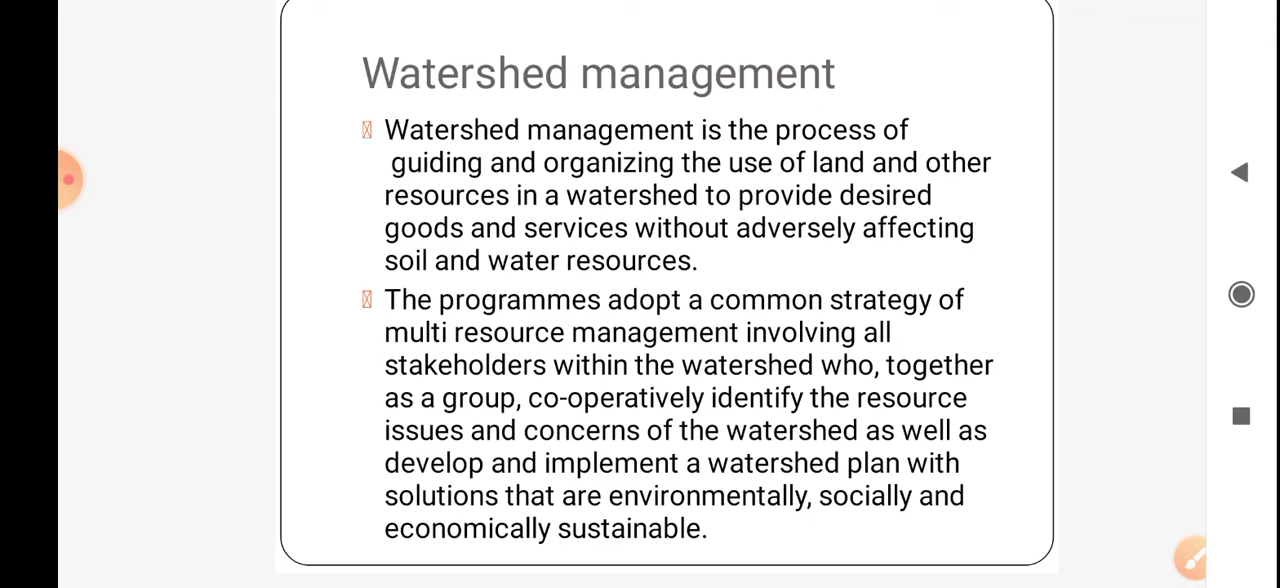 Watershed management
Watershed management is the process of
guiding and organizing the use of land and other
resources in a watershed to provide desired
goods and services without adversely affecting
soil and water resources.
The programmes adopt a common strategy of
multi resource management involving all
stakeholders within the watershed who, together
as a group, co-operatively identify the resource
issues and concerns of the watershed as well as
develop and implement a watershed plan with
solutions that are environmentally, socially and
economically sustainable.